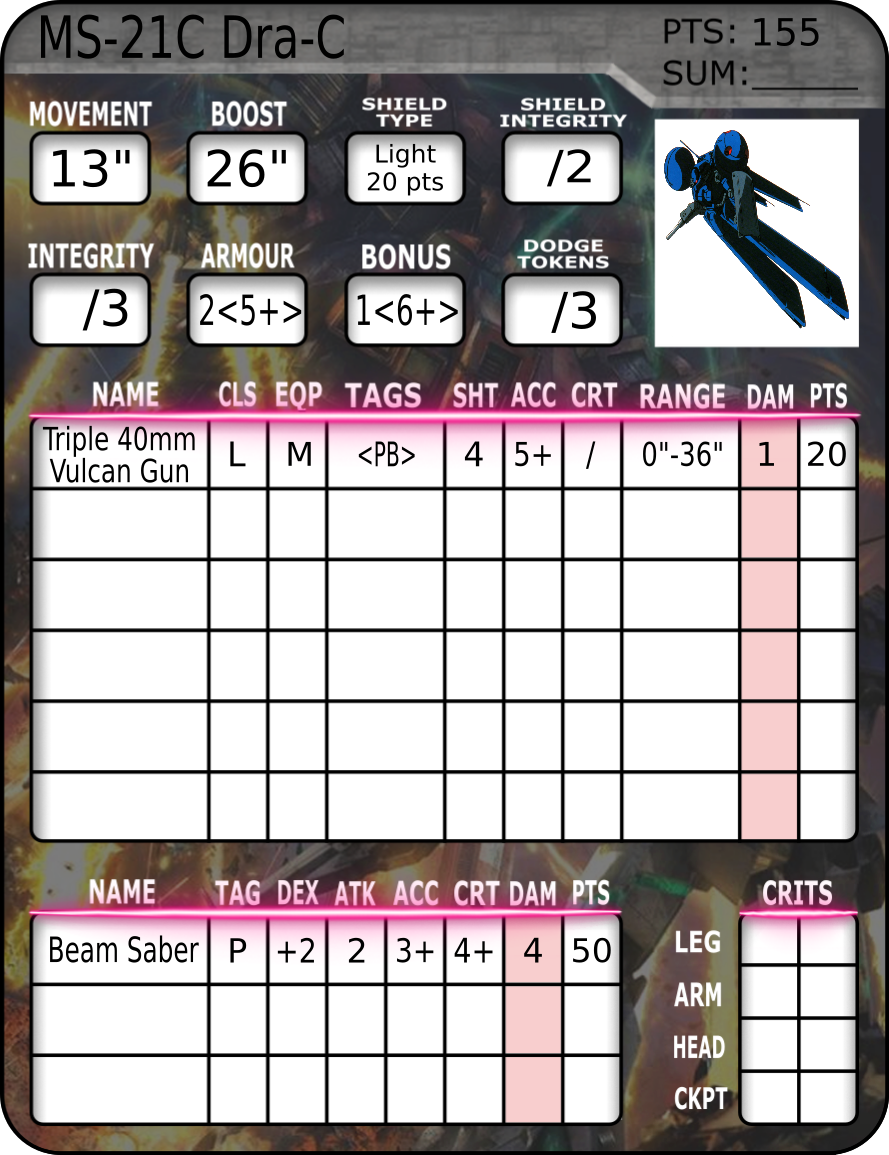 MS-21C Dra-C
PTS: 155
SUM:______
MOVEMENT BOOST SHIELD TYPE SHIELD INTEGRITY
13" 26" Light 20 pts /2
INTEGRITY ARMOUR BONUS DODGE TOKENS
/3 2<5+> 1<6+> /3
NAME CLS EQP TAGS SHT ACC CRT RANGE DAM PTS
Triple 40mm Vulcan Gun L M <PB> 4 5+ / 0"-36" 1 20
NAME TAG DEX ATK ACC CRT DAM PTS
Beam Saber P +2 2 3+ 4+ 4 50
CRITS
LEG
ARM
HEAD
CKPT